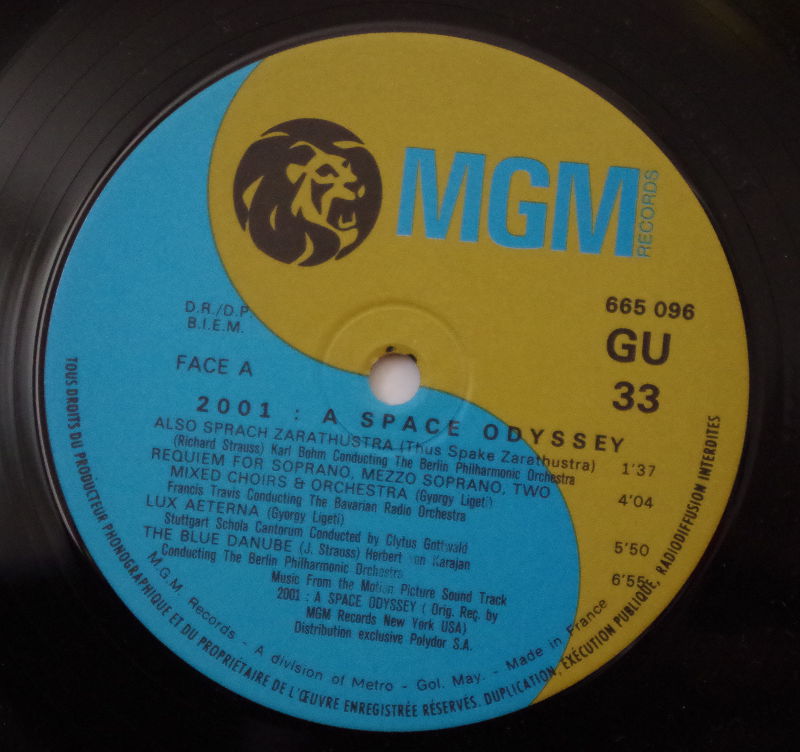 MGM
RECORDS
665 096
GU
33
D.R./D.P.
B.I.E.M.
FACE A
2001 : A SPACE ODYSSEY
ALSO SPRACH ZARATHUSTRA (Thus Spake Zarathustra) 1'37
(Richard Strauss) Karl Bohm Conducting The Berlin Philharmonic Orchestra
REQUIEM FOR SOPRANO, MEZZO SOPRANO, TWO
MIXED CHOIRS & ORCHESTRA (Gyorgy Ligeti) 4'04
Francis Travis Conducting The Bavarian Radio Orchestra
LUX AETERNA (Gyorgy Ligeti) 5'50
Stuttgart Schola Cantorum Conducted by Clytus Gottwald
THE BLUE DANUBE (J. Strauss) Herbert von Karajan 6'55
Conducting The Berlin Philharmonic Orchestra
Music From the Motion Picture Sound Track
2001 : A SPACE ODYSSEY ( Orig. Rec. by
MGM Records New York USA)
Distribution exclusive Polydor S.A.
M.G.M. Records - A division of Metro - Gol. May. - Made in France
TOUS DROITS DU PRODUCTEUR PHONOGRAPHIQUE ET DU PROPRIÉTAIRE DE L'ŒUVRE ENREGISTRÉE RÉSERVÉS. DUPLICATION, EXÉCUTION PUBLIQUE, RADIODIFFUSION INTERDITES